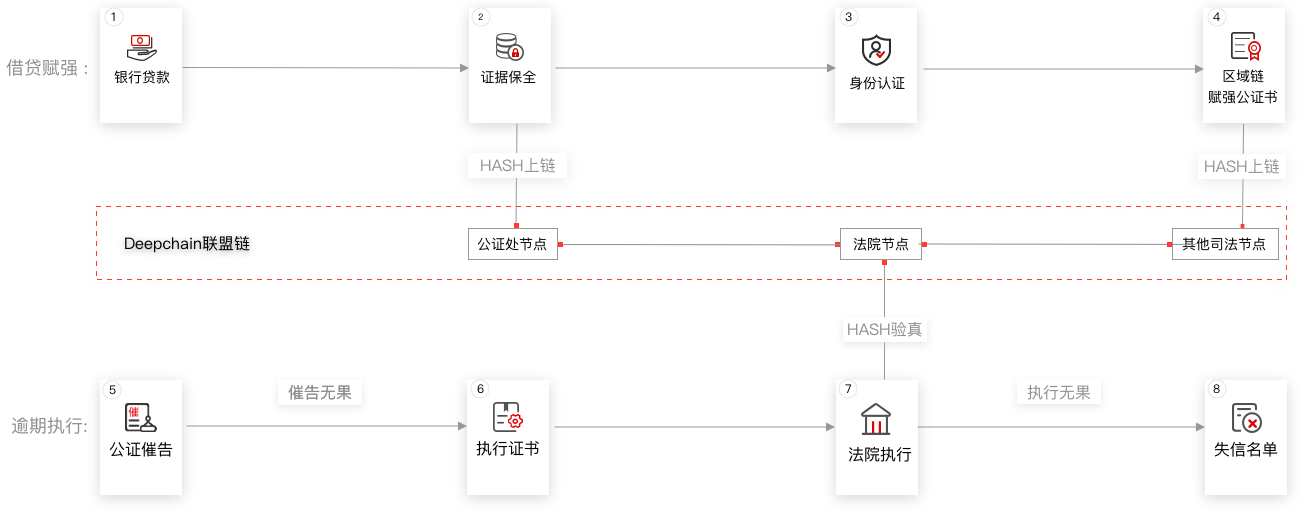 借贷赋强：
1
银行贷款
2
证据保全
3
身份认证
4
区域链
赋强公证书
HASH上链
HASH上链
Deepchain联盟链
公证处节点
法院节点
其他司法节点
HASH验真
逾期执行:
5
催
公证催告
催告无果
6
执行证书
7
法院执行
执行无果
8
失信名单